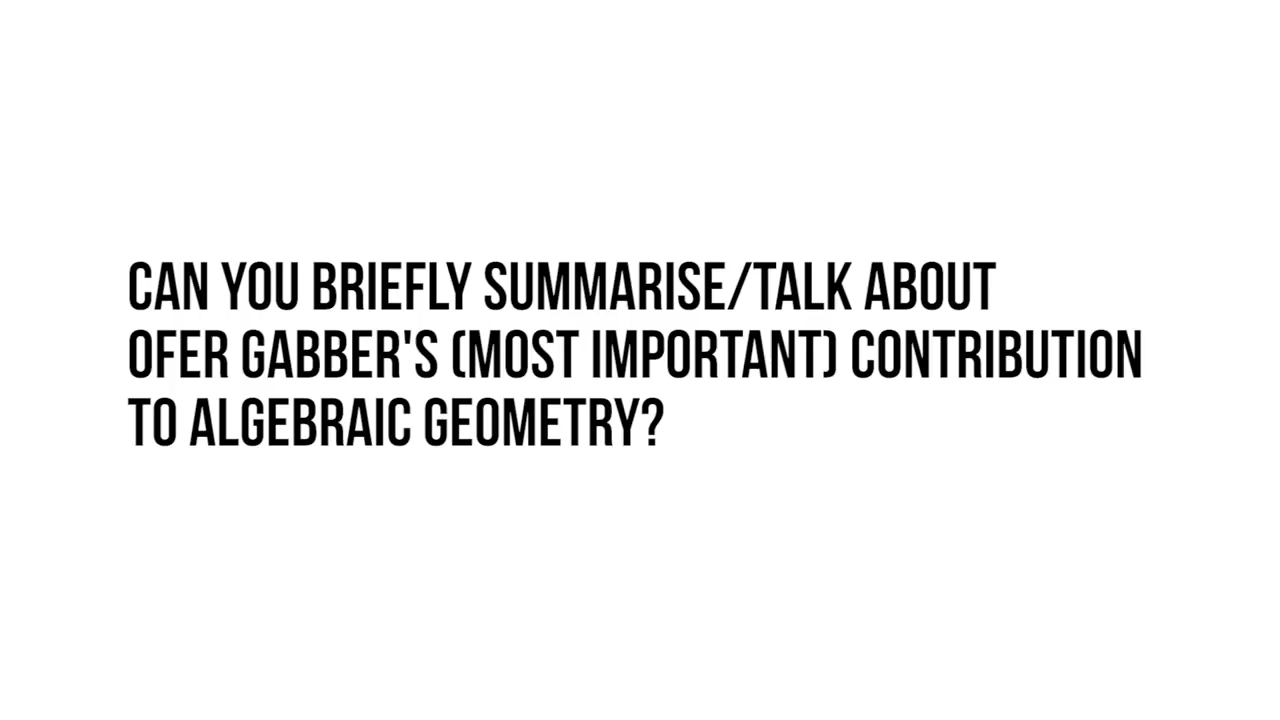 CAN YOU BRIEFLY SUMMARISE/TALK ABOUT
OFER GABBER'S (MOST IMPORTANT) CONTRIBUTION
TO ALGEBRAIC GEOMETRY?